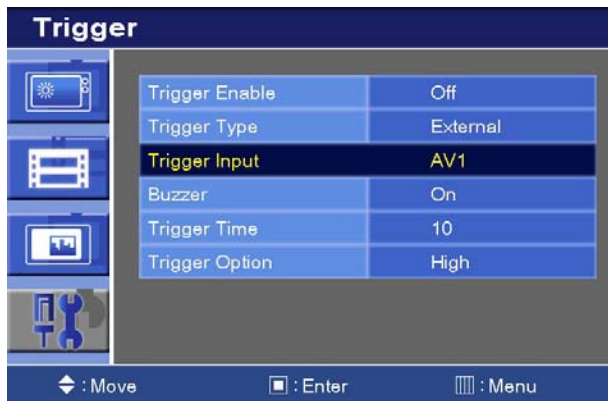 Trigger
Trigger Enable Off
Trigger Type External
Trigger Input AV1
Buzzer On
Trigger Time 10
Trigger Option High
: Move : Enter : Menu